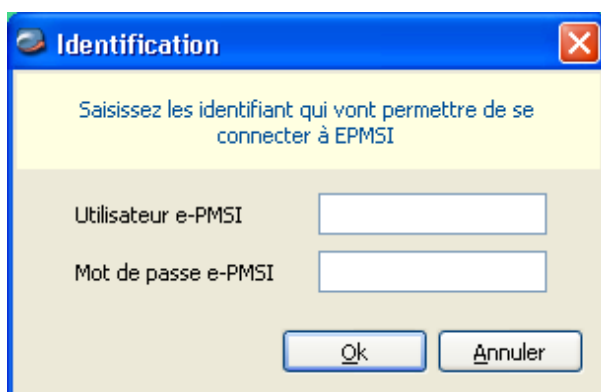 Identification
Saisissez les identifiant qui vont permettre de se
connecter à EPMSI
Utilisateur e-PMSI
Mot de passe e-PMSI
Ok Annuler